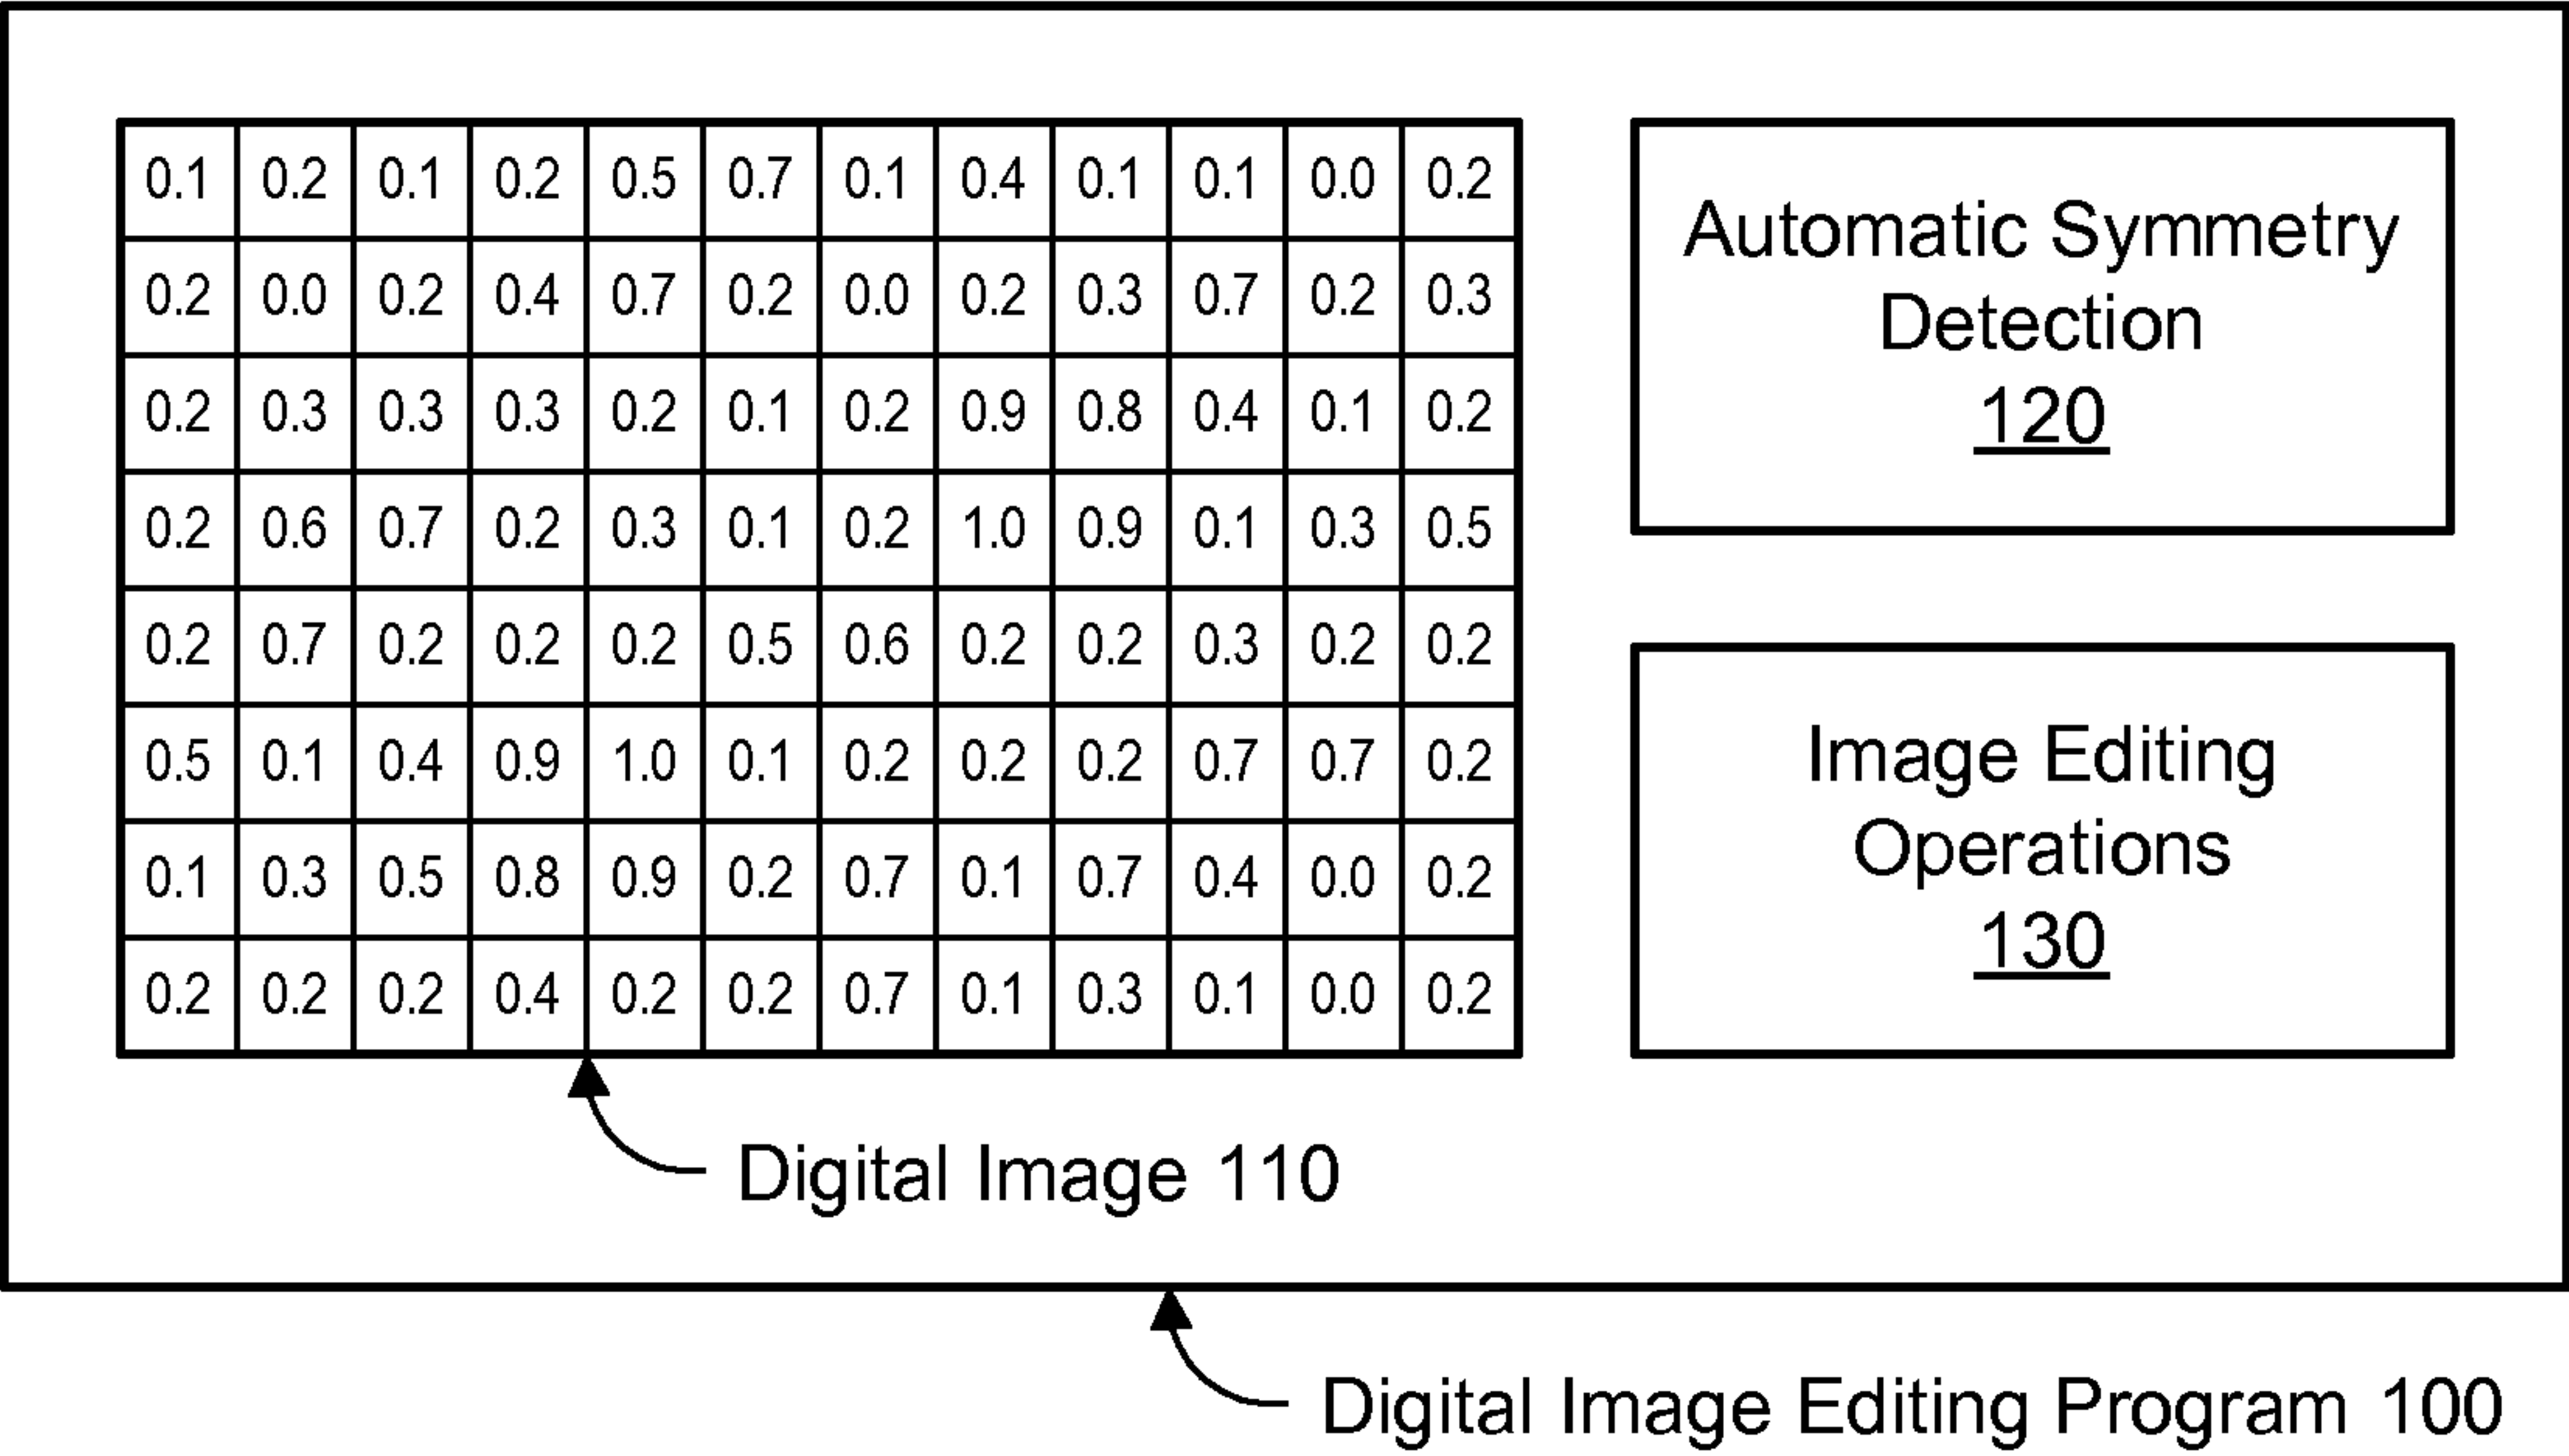 0.1 0.2 0.1 0.2 0.5 0.7 0.1 0.4 0.1 0.1 0.0 0.2
0.2 0.0 0.2 0.4 0.7 0.2 0.0 0.2 0.3 0.7 0.2 0.3
0.2 0.3 0.3 0.3 0.2 0.1 0.2 0.9 0.8 0.4 0.1 0.2
0.2 0.6 0.7 0.2 0.3 0.1 0.2 1.0 0.9 0.1 0.3 0.5
0.2 0.7 0.2 0.2 0.2 0.5 0.6 0.2 0.2 0.3 0.2 0.2
0.5 0.1 0.4 0.9 1.0 0.1 0.2 0.2 0.2 0.7 0.7 0.2
0.1 0.3 0.5 0.8 0.9 0.2 0.7 0.1 0.7 0.4 0.0 0.2
0.2 0.2 0.2 0.4 0.2 0.2 0.7 0.1 0.3 0.1 0.0 0.2
Automatic Symmetry
Detection
120
Image Editing
Operations
130
Digital Image 110
Digital Image Editing Program 100